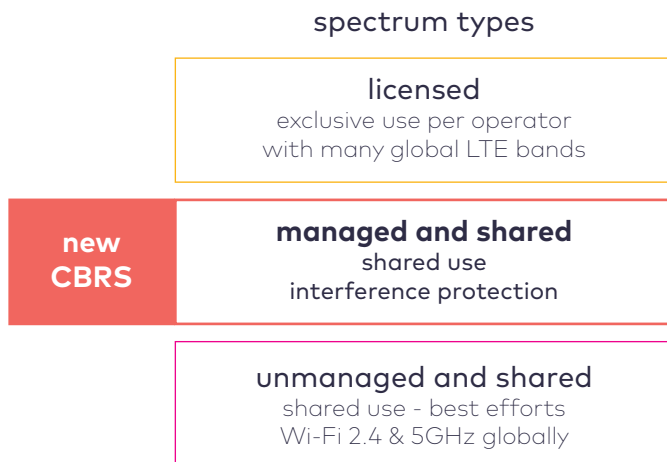 spectrum types
licensed
exclusive use per operator
with many global LTE bands
new
CBRS
managed and shared
shared use
interference protection
unmanaged and shared
shared use - best efforts
Wi-Fi 2.4 & 5GHz globally